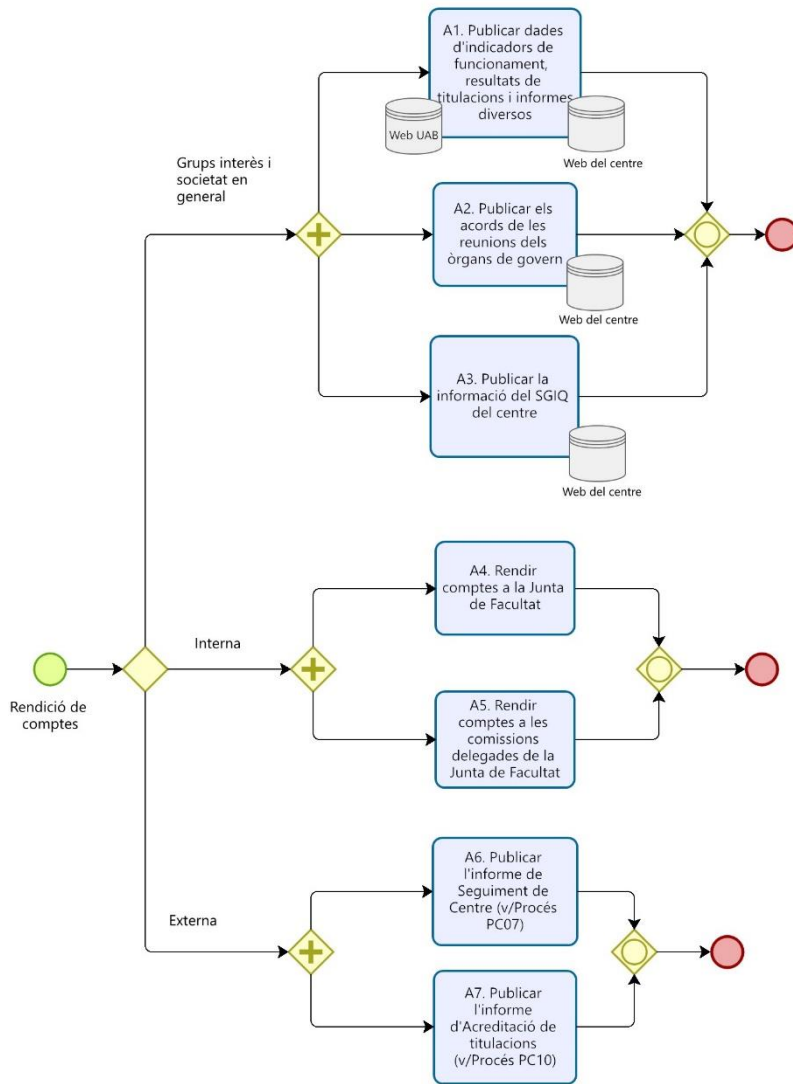 A1. Publicar dades
d'indicadors de
funcionament,
resultats de
titulacions i informes
diversos
Web UAB
Web del centre
Grups interès i
societat en
general
A2. Publicar els
acords de les
reunions dels
òrgans de govern
Web del centre
A3. Publicar la
informació del SGIQ
del centre
Web del centre
A4. Rendir
comptes a la Junta
de Facultat
Interna
Rendició de
comptes
A5. Rendir
comptes a les
comissions
delegades de la
Junta de Facultat
A6. Publicar
l'informe de
Seguiment de
Centre (v/Procés
PC07)
Externa
A7. Publicar
l'informe
d'Acreditació de
titulacions
(v/Procés PC10)